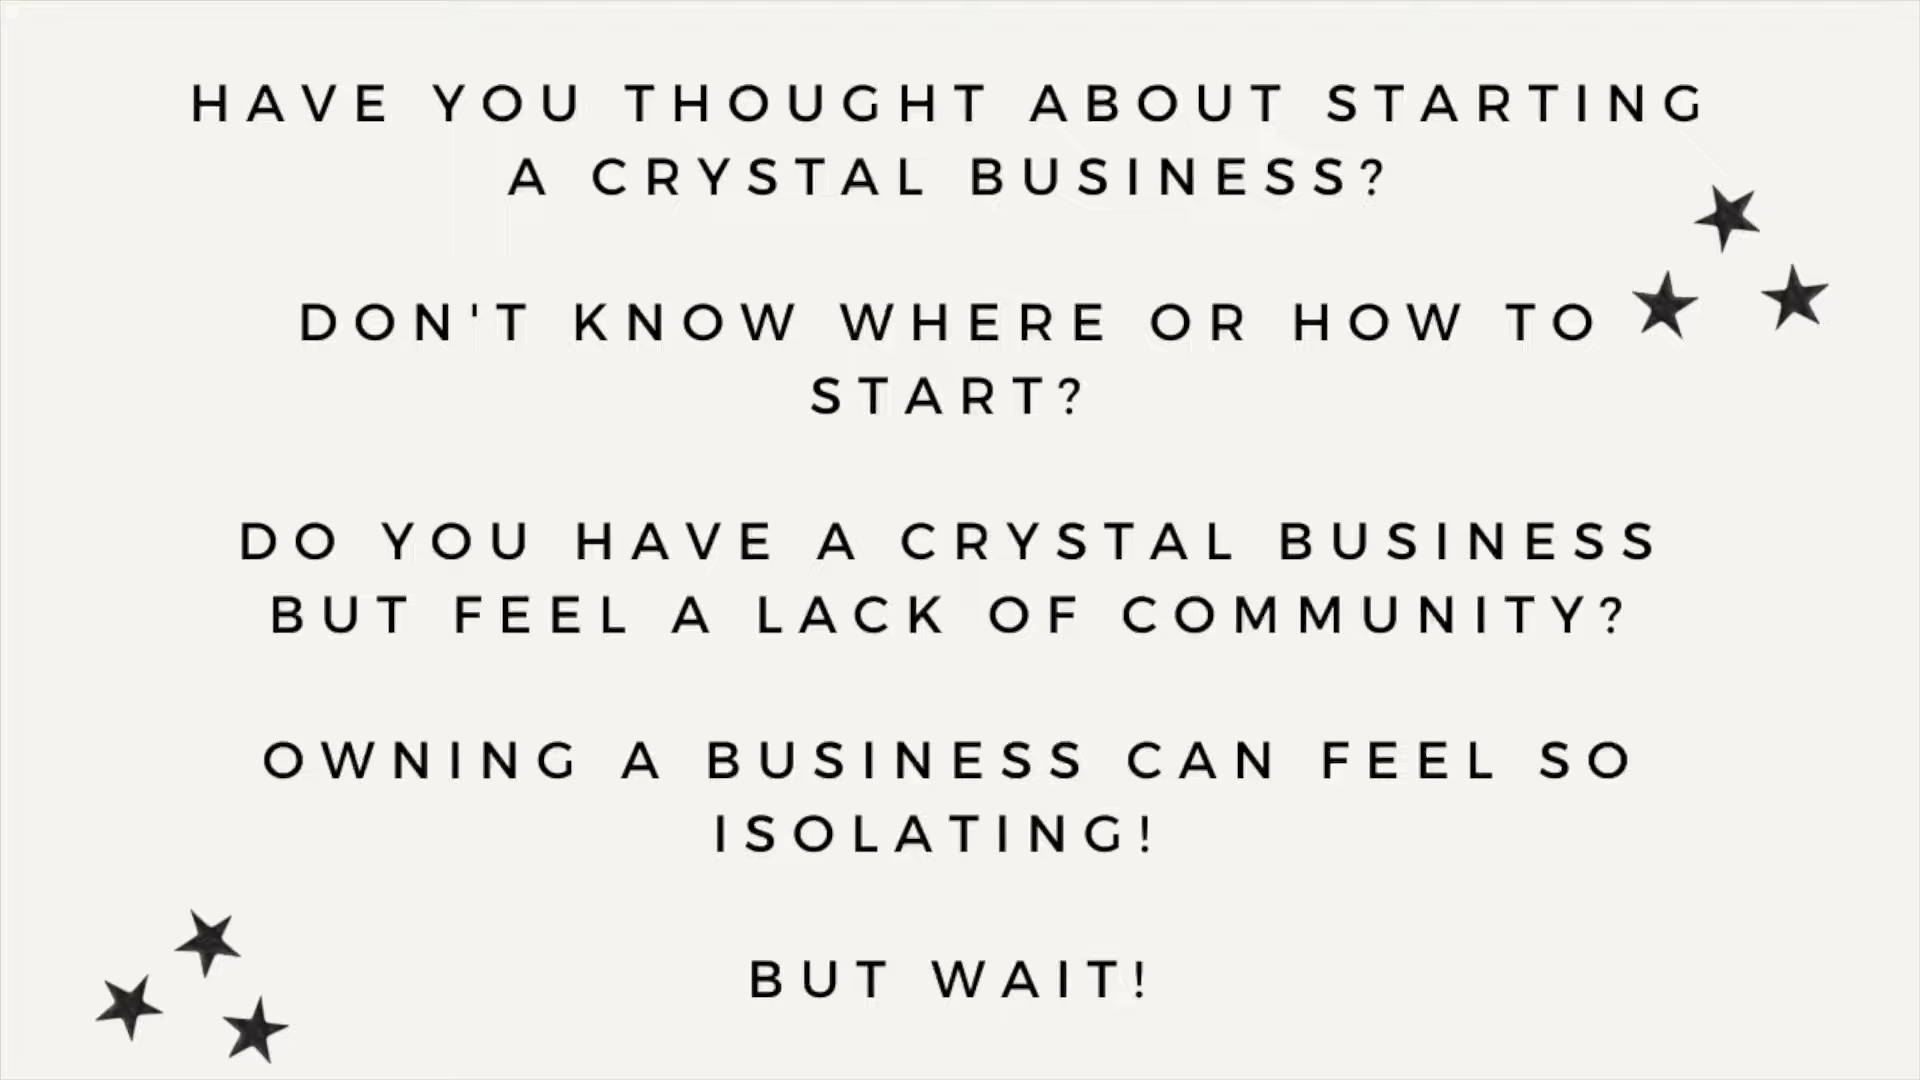 HAVE YOU THOUGHT ABOUT STARTING
A CRYSTAL BUSINESS?
DON'T KNOW WHERE OR HOW TO
START?
DO YOU HAVE A CRYSTAL BUSINESS
BUT FEEL A LACK OF COMMUNITY?
OWNING A BUSINESS CAN FEEL SO
ISOLATING!
BUT WAIT!